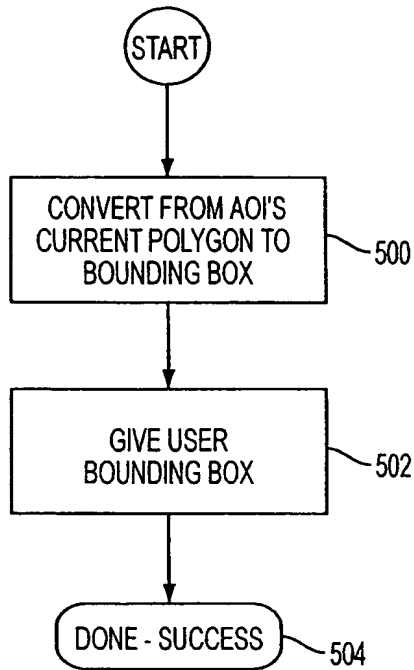 START
CONVERT FROM AOI'S
CURRENT POLYGON TO
BOUNDING BOX
500
GIVE USER
BOUNDING BOX
502
DONE - SUCCESS
504